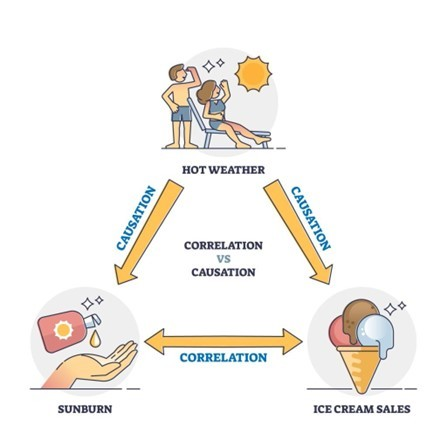 HOT WEATHER
CAUSATION
CAUSATION
CORRELATION
VS
CAUSATION
CORRELATION
SUNBURN
ICE CREAM SALES